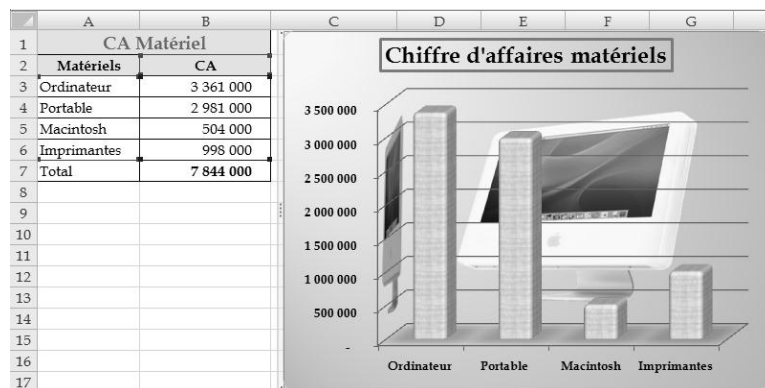 A B C D E F G
1 CA Matériel
2 Matériels CA
3 Ordinateur 3 361 000
4 Portable 2 981 000
5 Macintosh 504 000
6 Imprimantes 998 000
7 Total 7 844 000
8
9
10
11
12
13
14
15
16
17
Chiffre d'affaires matériels
3 500 000
3 000 000
2 500 000
2 000 000
1 500 000
1 000 000
500 000
-
Ordinateur Portable Macintosh Imprimantes